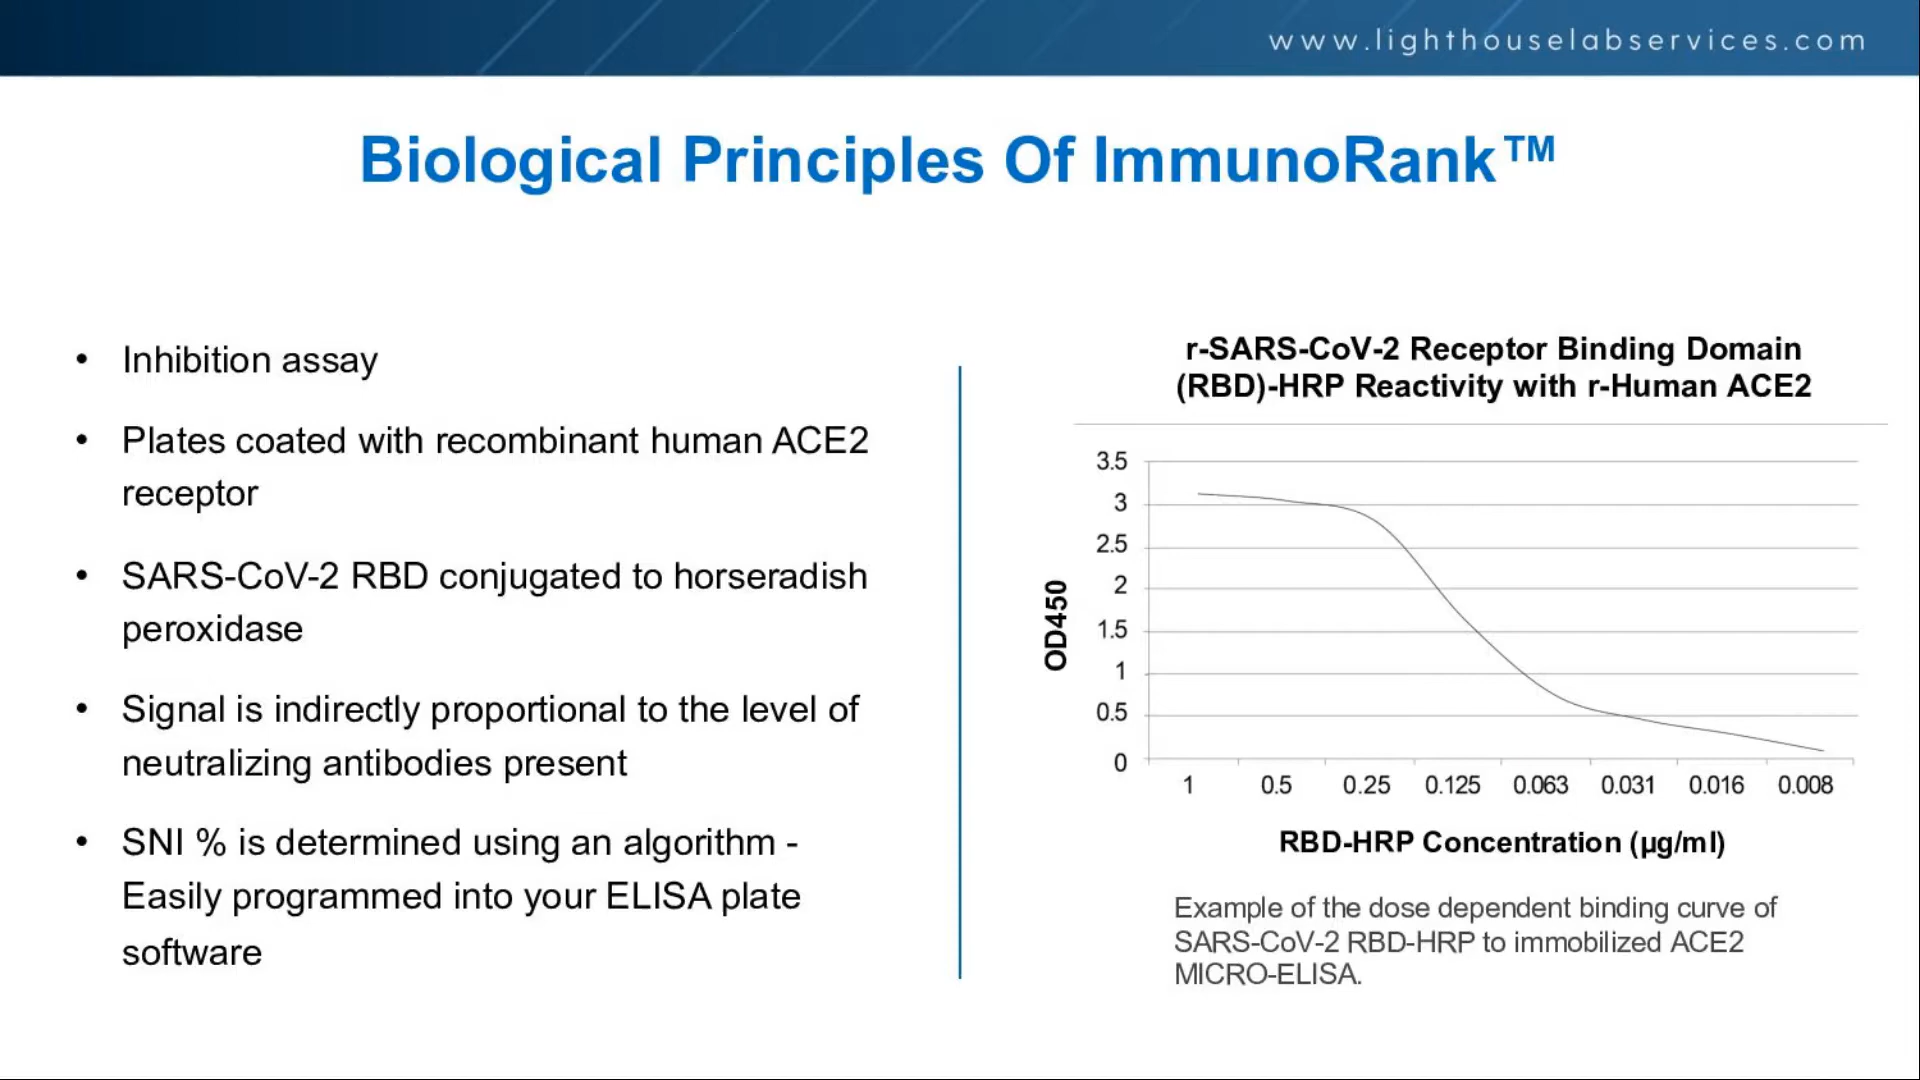 www.lighthouselabservices.com
Biological Principles Of ImmunoRank™
• Inhibition assay
• Plates coated with recombinant human ACE2
receptor
• SARS-CoV-2 RBD conjugated to horseradish
peroxidase
• Signal is indirectly proportional to the level of
neutralizing antibodies present
• SNI % is determined using an algorithm -
Easily programmed into your ELISA plate
software
r-SARS-CoV-2 Receptor Binding Domain
(RBD)-HRP Reactivity with r-Human ACE2
3.5
3
2.5
2
1.5
1
0.5
0
OD450
1 0.5 0.25 0.125 0.063 0.031 0.016 0.008
RBD-HRP Concentration (µg/ml)
Example of the dose dependent binding curve of
SARS-CoV-2 RBD-HRP to immobilized ACE2
MICRO-ELISA.